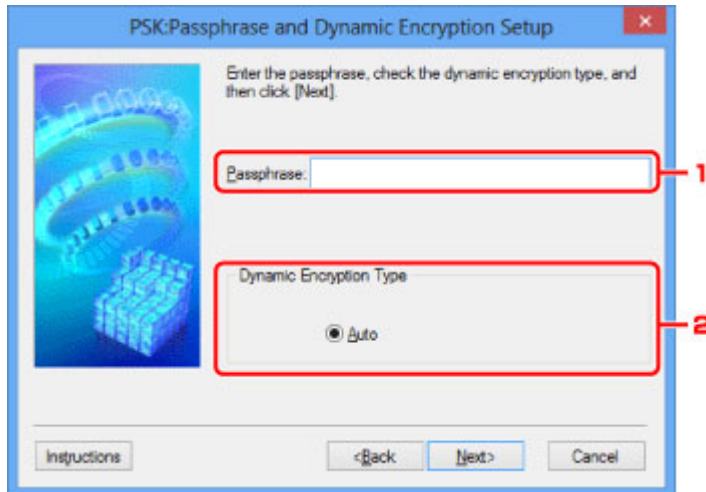 PSK:Passphrase and Dynamic Encryption Setup
Enter the passphrase, check the dynamic encryption type, and
then click [Next].
Passphrase:
1
Dynamic Encryption Type
Auto
2
Instructions
<Back
Next>
Cancel